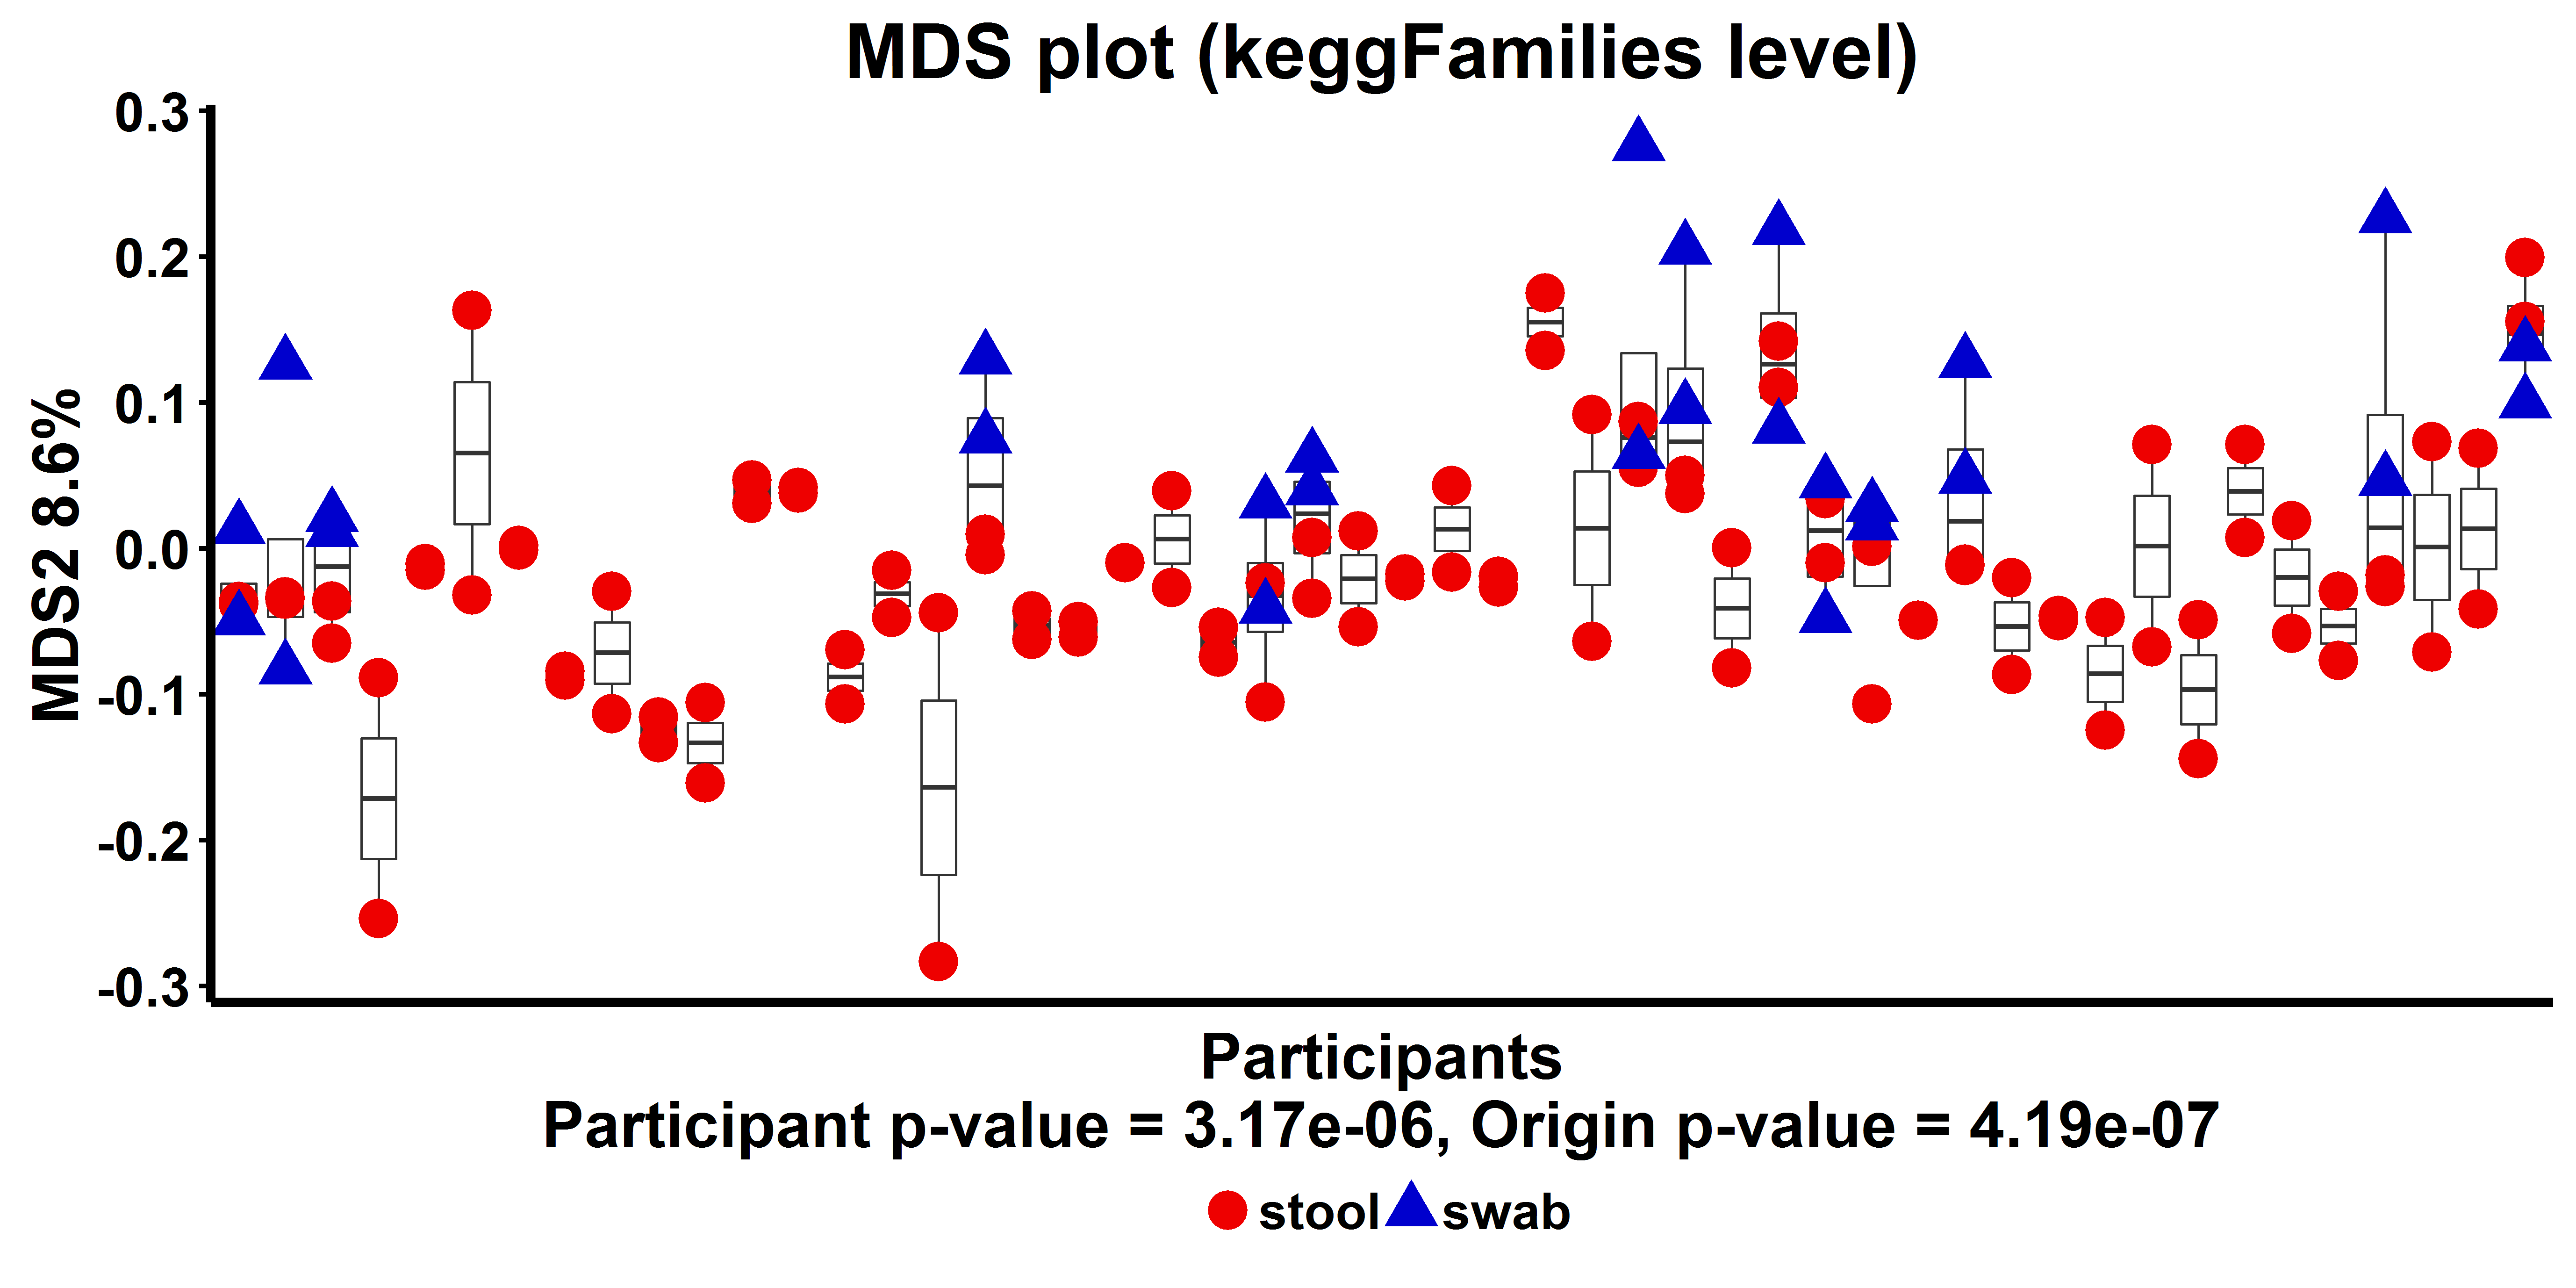 MDS plot (keggFamilies level)
0.3
0.2
0.1
0.0
-0.1
-0.2
-0.3
MDS2 8.6%
Participants
Participant p-value = 3.17e-06, Origin p-value = 4.19e-07
stool swab